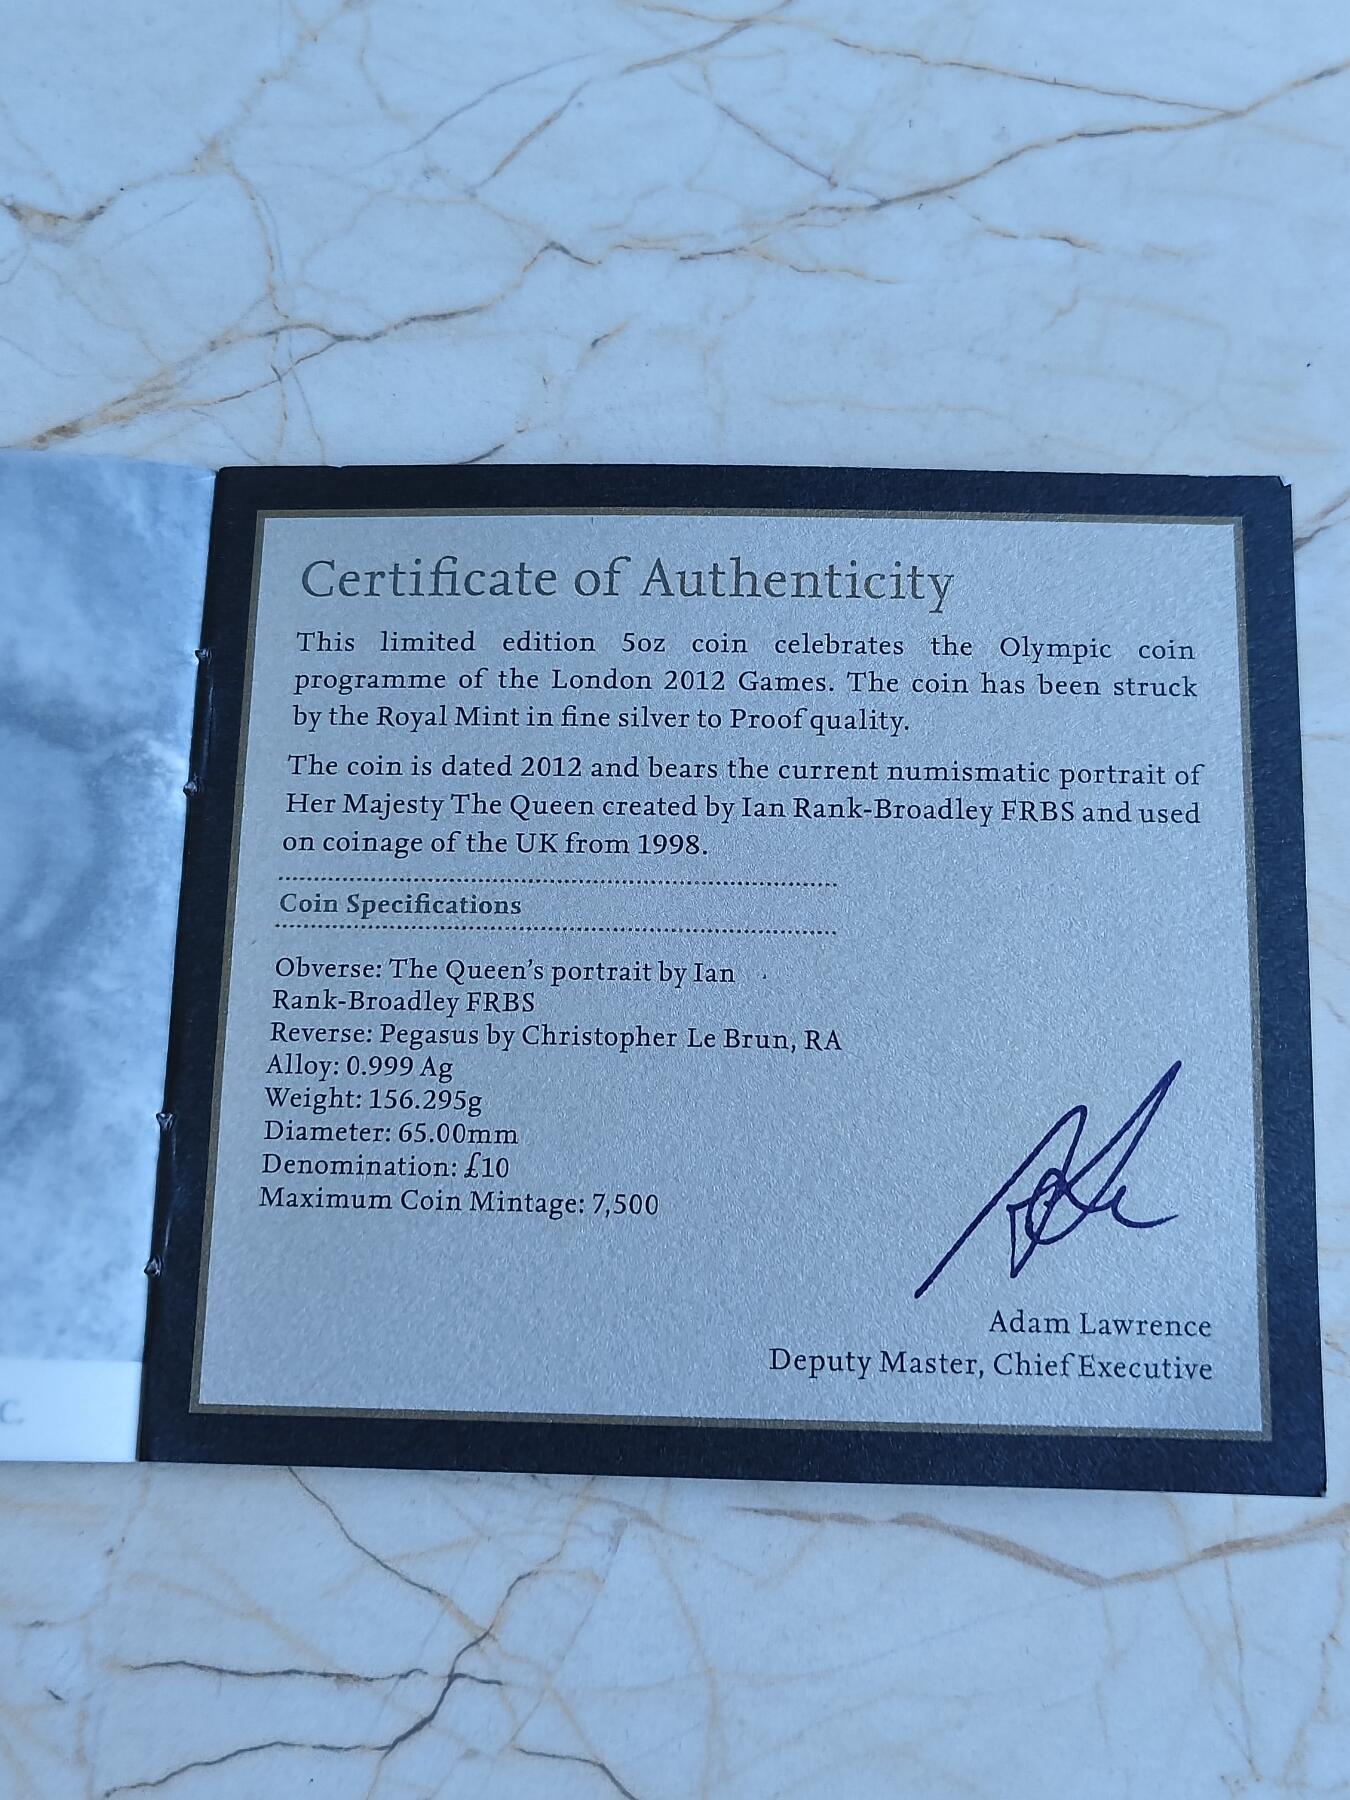 Certificate of Authenticity
This limited edition 5oz coin celebrates the Olympic coin
programme of the London 2012 Games. The coin has been struck
by the Royal Mint in fine silver to Proof quality.
The coin is dated 2012 and bears the current numismatic portrait of
Her Majesty The Queen created by Ian Rank-Broadley FRBS and used
on coinage of the UK from 1998.
Coin Specifications
Obverse: The Queen's portrait by Ian
Rank-Broadley FRBS
Reverse: Pegasus by Christopher Le Brun, RA
Alloy: 0.999 Ag
Weight: 156.295g
Diameter: 65.00mm
Denomination: £10
Maximum Coin Mintage: 7,500
Adam Lawrence
Deputy Master, Chief Executive